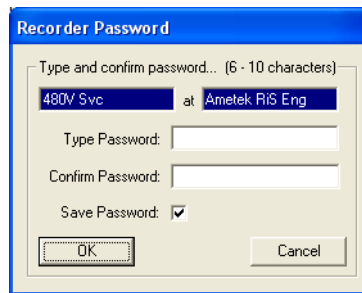 Recorder Password
Type and confirm password... (6 - 10 characters)
480V Svc at Ametek RiS Eng
Type Password:
Confirm Password:
Save Password:
OK Cancel